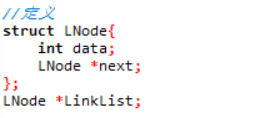 //定义
struct LNode{
    int data;
    LNode *next;
};
LNode *LinkList;